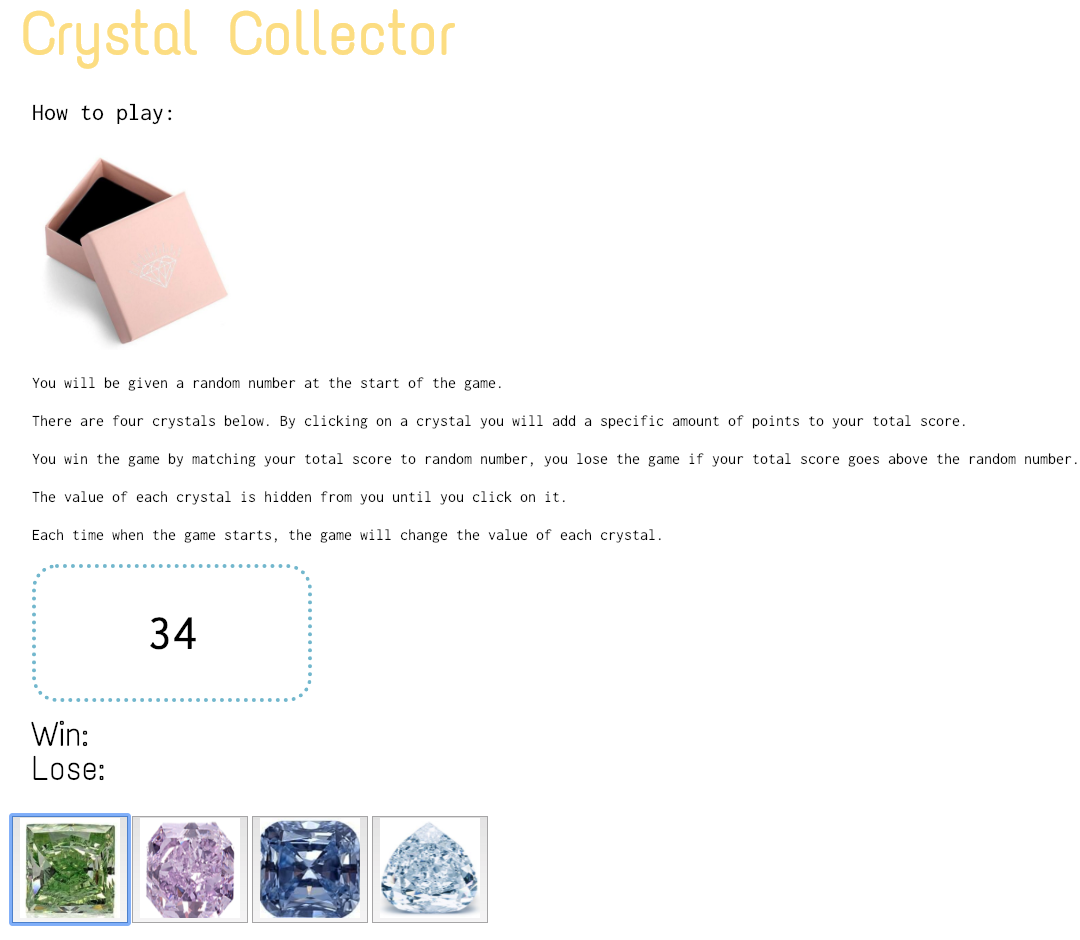 Crystal Collector
How to play:
You will be given a random number at the start of the game.
There are four crystals below. By clicking on a crystal you will add a specific amount of points to your total score.
You win the game by matching your total score to random number, you lose the game if your total score goes above the random number.
The value of each crystal is hidden from you until you click on it.
Each time when the game starts, the game will change the value of each crystal.
34
Win:
Lose: